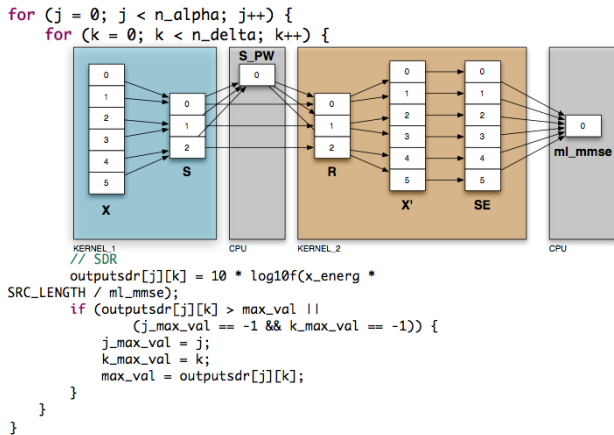 for (j = 0; j < n_alpha; j++) {
for (k = 0; k < n_delta; k++) {
S_PW
0
0
1
2
3
4
5
X
0
1
2
S
0
1
2
R
0
1
2
3
4
5
X'
0
1
2
3
4
5
SE
0
ml_mmse
KERNEL_1
CPU
KERNEL_2
CPU
// SDR
outputsdr[j][k] = 10 * log10f(x_energ *
SRC_LENGTH / ml_mmse);
if (outputsdr[j][k] > max_val ||
(j_max_val == -1 && k_max_val == -1)) {
j_max_val = j;
k_max_val = k;
max_val = outputsdr[j][k];
}
}
}